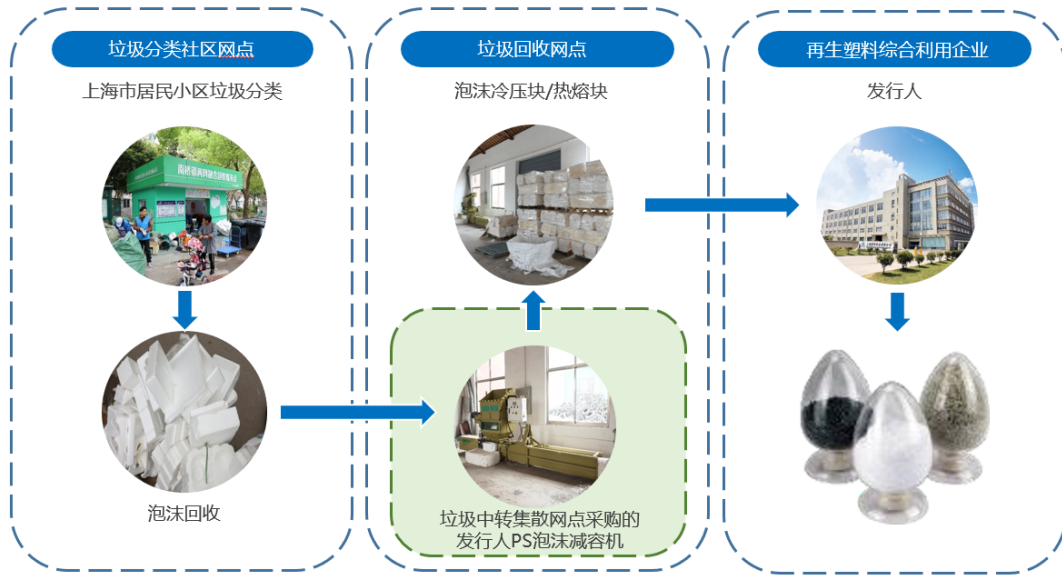 垃圾分类社区网点
上海市居民小区垃圾分类
泡沫回收
垃圾回收网点
泡沫冷压块/热熔块
垃圾中转集散网点采购的
发行人PS泡沫减容机
再生塑料综合利用企业
发行人